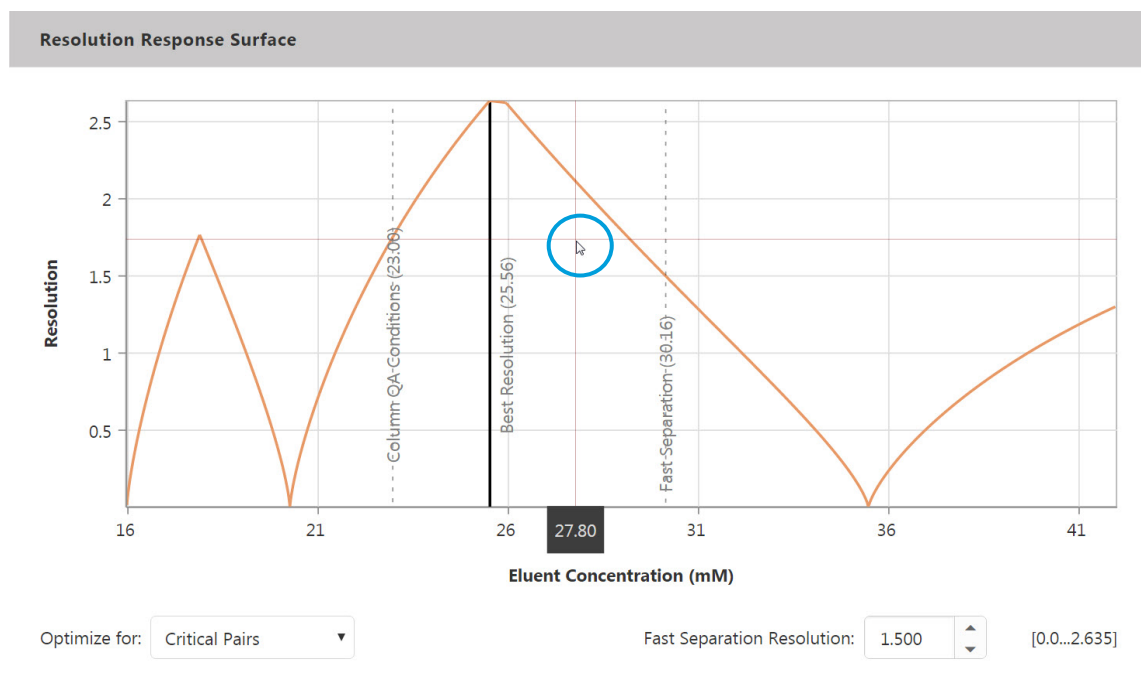 Resolution Response Surface
2.5
2
1.5
1
0.5
Resolution
Column QA Conditions (23.00)
Best Resolution (25.56)
Fast Separation (30.16)
16 21 26 27.80 31 36 41
Eluent Concentration (mM)
Optimize for: Critical Pairs Fast Separation Resolution: 1.500 [0.0...2.635]